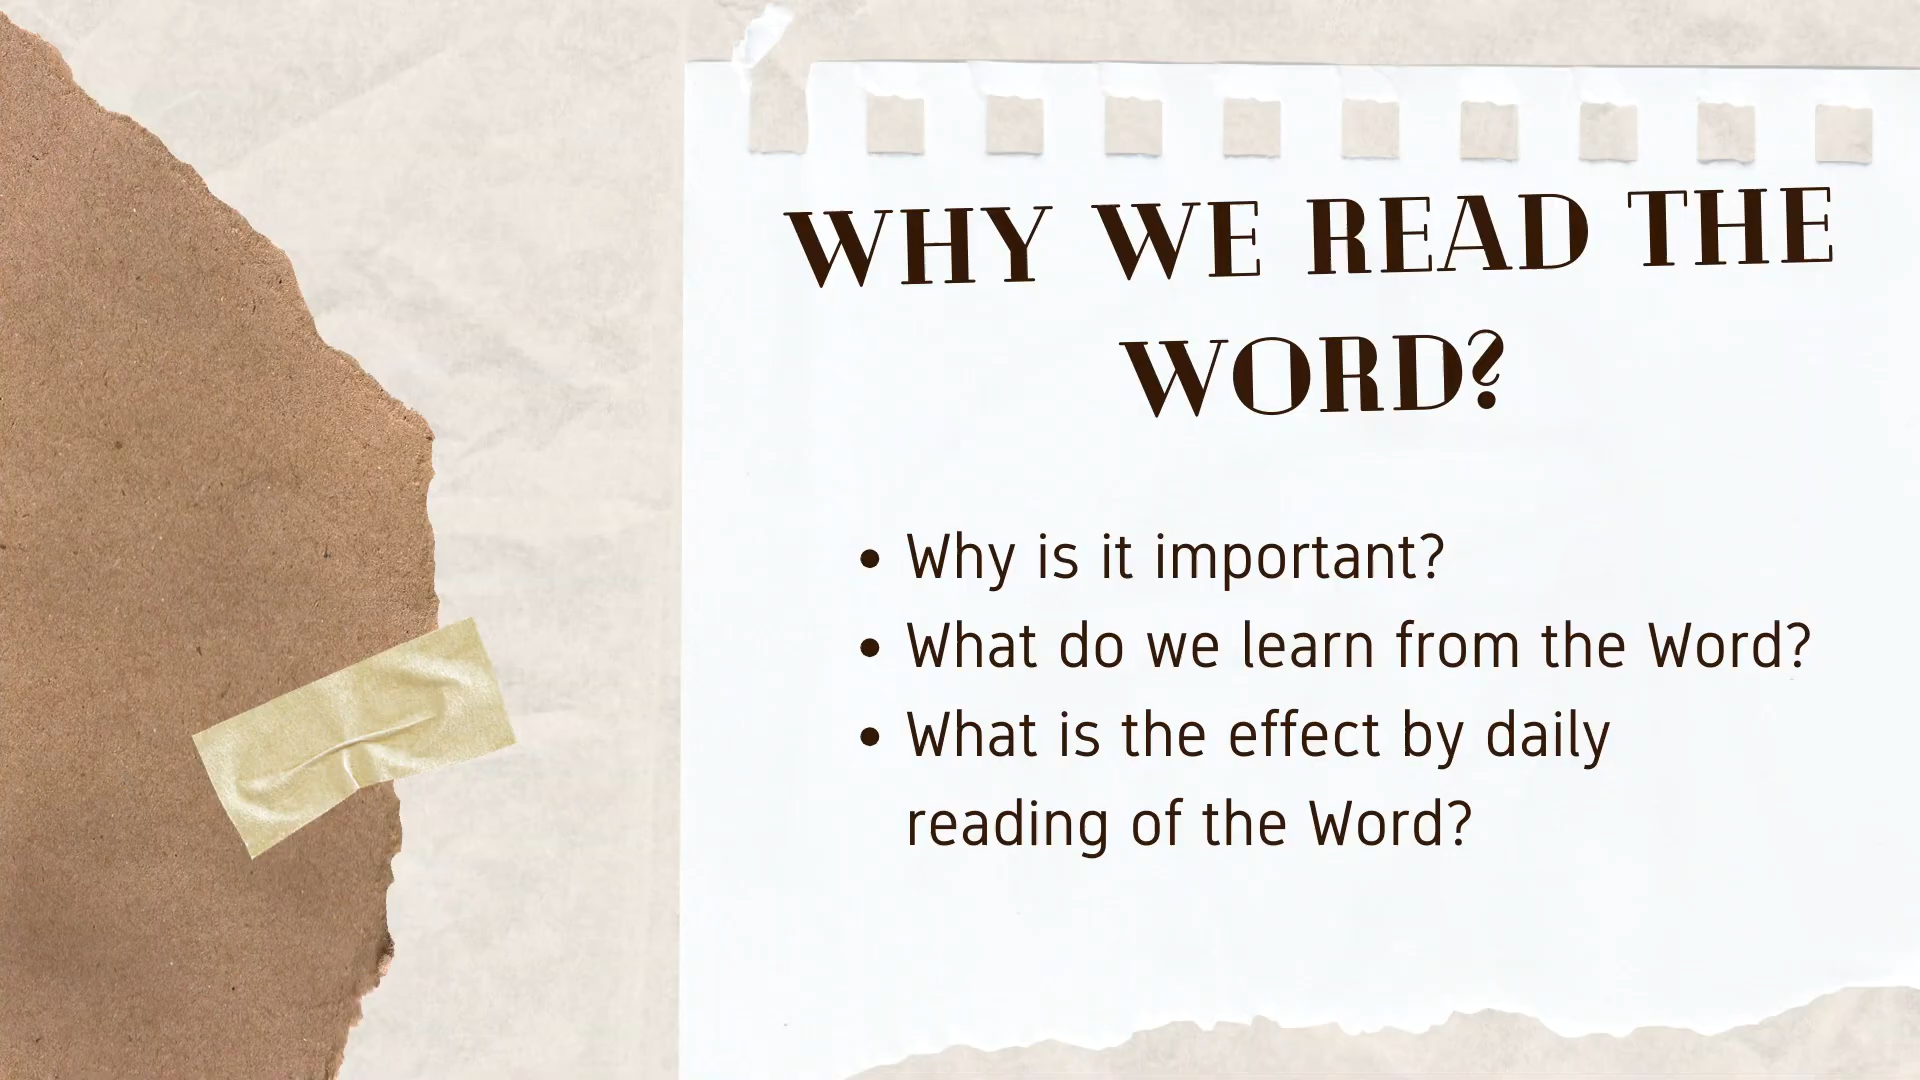 WHY WE READ THE
WORD?
• Why is it important?
• What do we learn from the Word?
• What is the effect by daily
reading of the Word?